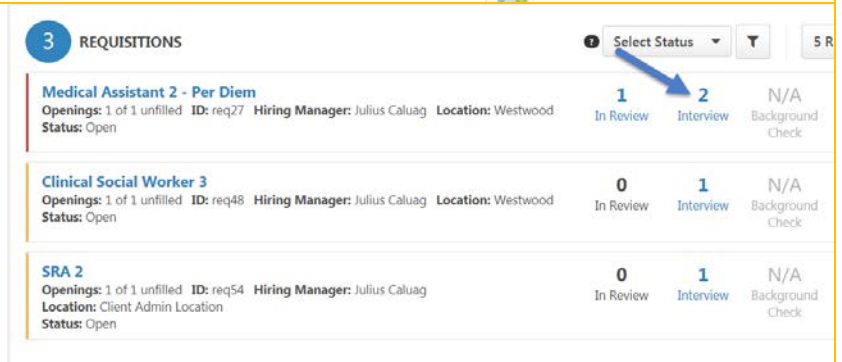 3 REQUISITIONS
? Select Status
5 R
Medical Assistant 2 - Per Diem
Openings: 1 of 1 unfilled ID: req27 Hiring Manager: Julius Caluag Location: Westwood
Status: Open
1
In Review
2
Interview
N/A
Background
Check
Clinical Social Worker 3
Openings: 1 of 1 unfilled ID: req48 Hiring Manager: Julius Caluag Location: Westwood
Status: Open
0
In Review
1
Interview
N/A
Background
Check
SRA 2
Openings: 1 of 1 unfilled ID: req54 Hiring Manager: Julius Caluag
Location: Client Admin Location
Status: Open
0
In Review
1
Interview
N/A
Background
Check